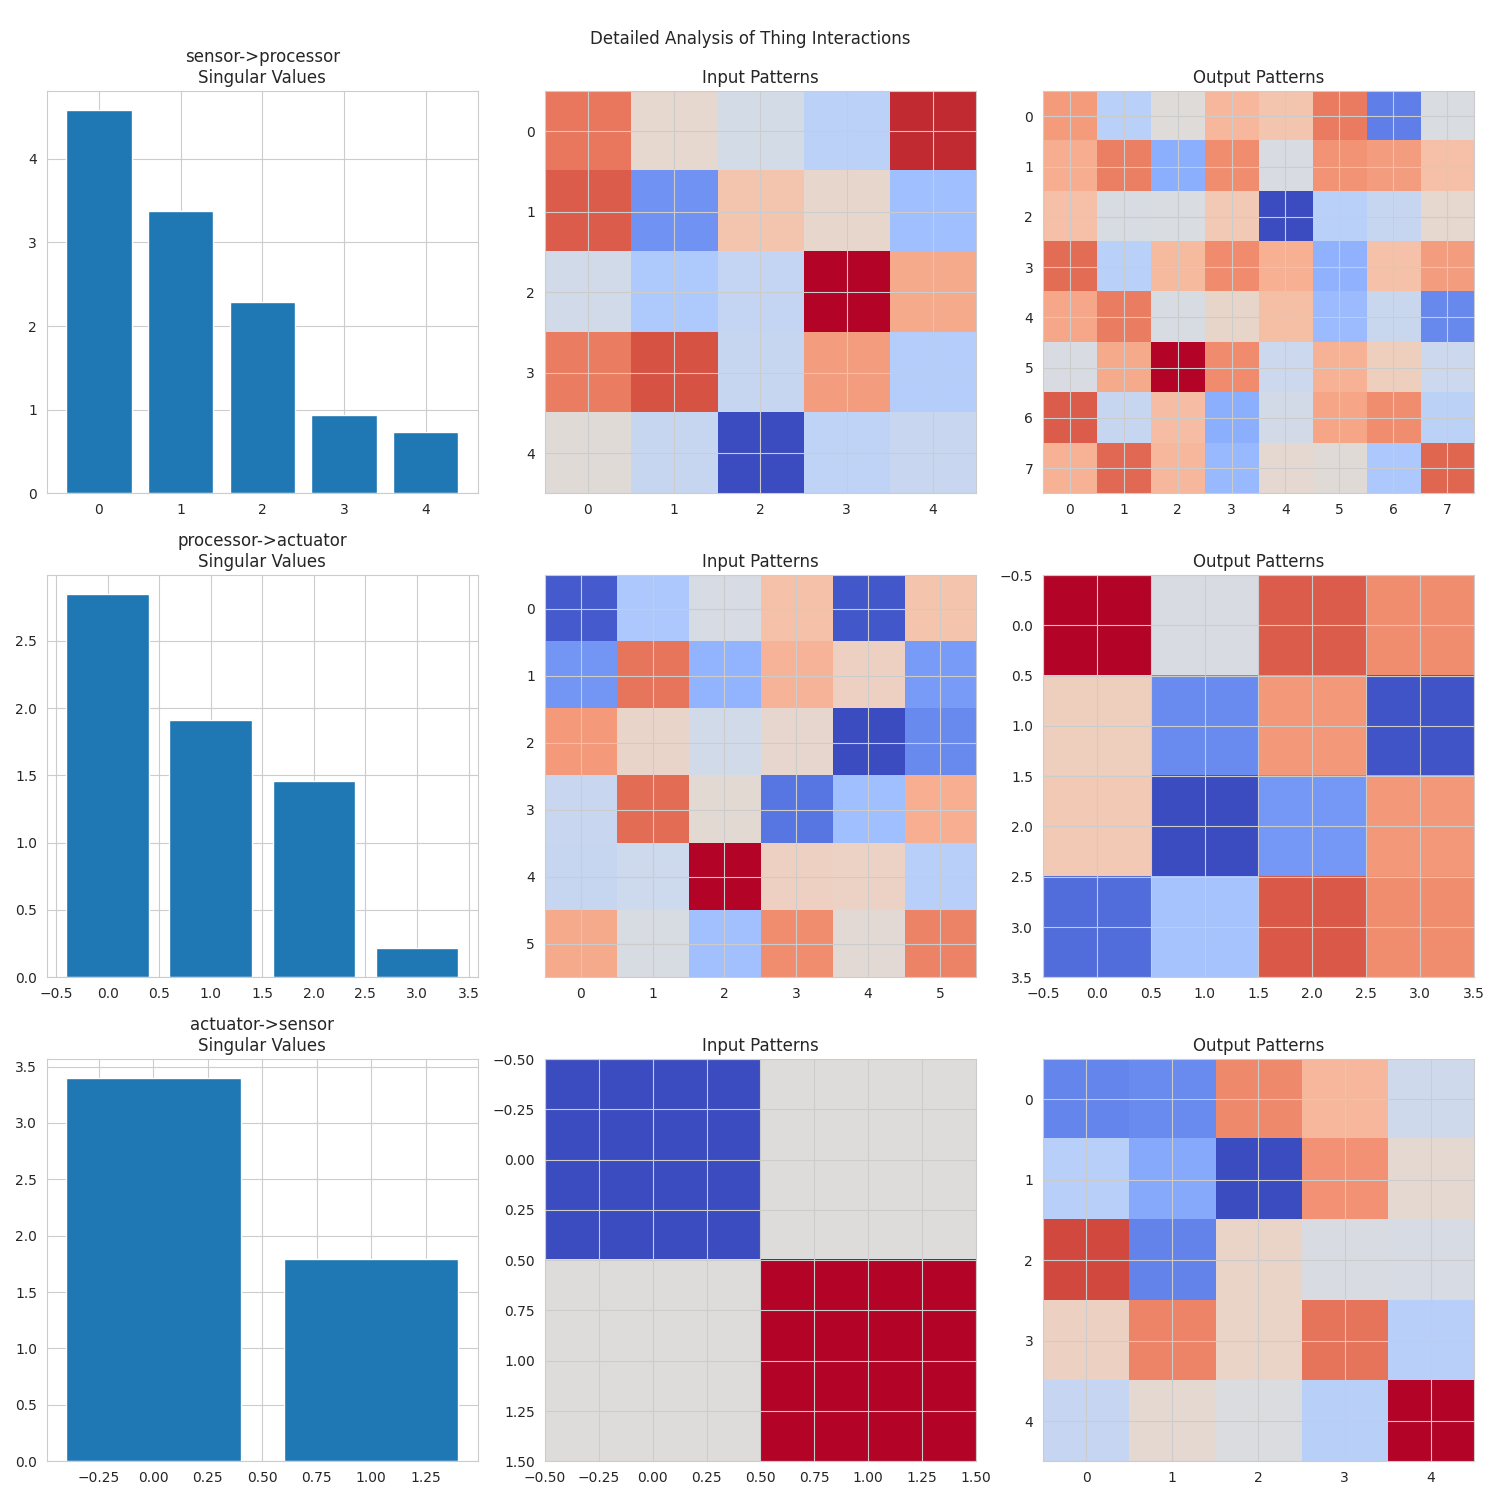 Detailed Analysis of Thing Interactions
sensor->processor
Singular Values
4
3
2
1
0
0 1 2 3 4
Input Patterns
0
1
2
3
4
0 1 2 3 4
Output Patterns
0
1
2
3
4
5
6
7
0 1 2 3 4 5 6 7
processor->actuator
Singular Values
2.5
2.0
1.5
1.0
0.5
0.0
−0.5 0.0 0.5 1.0 1.5 2.0 2.5 3.0 3.5
Input Patterns
0
1
2
3
4
5
0 1 2 3 4 5
Output Patterns
−0.5
0.0
0.5
1.0
1.5
2.0
2.5
3.0
3.5
−0.5 0.0 0.5 1.0 1.5 2.0 2.5 3.0 3.5
actuator->sensor
Singular Values
3.5
3.0
2.5
2.0
1.5
1.0
0.5
0.0
−0.25 0.00 0.25 0.50 0.75 1.00 1.25
Input Patterns
−0.50
−0.25
0.00
0.25
0.50
0.75
1.00
1.25
1.50
−0.50 −0.25 0.00 0.25 0.50 0.75 1.00 1.25 1.50
Output Patterns
0
1
2
3
4
0 1 2 3 4